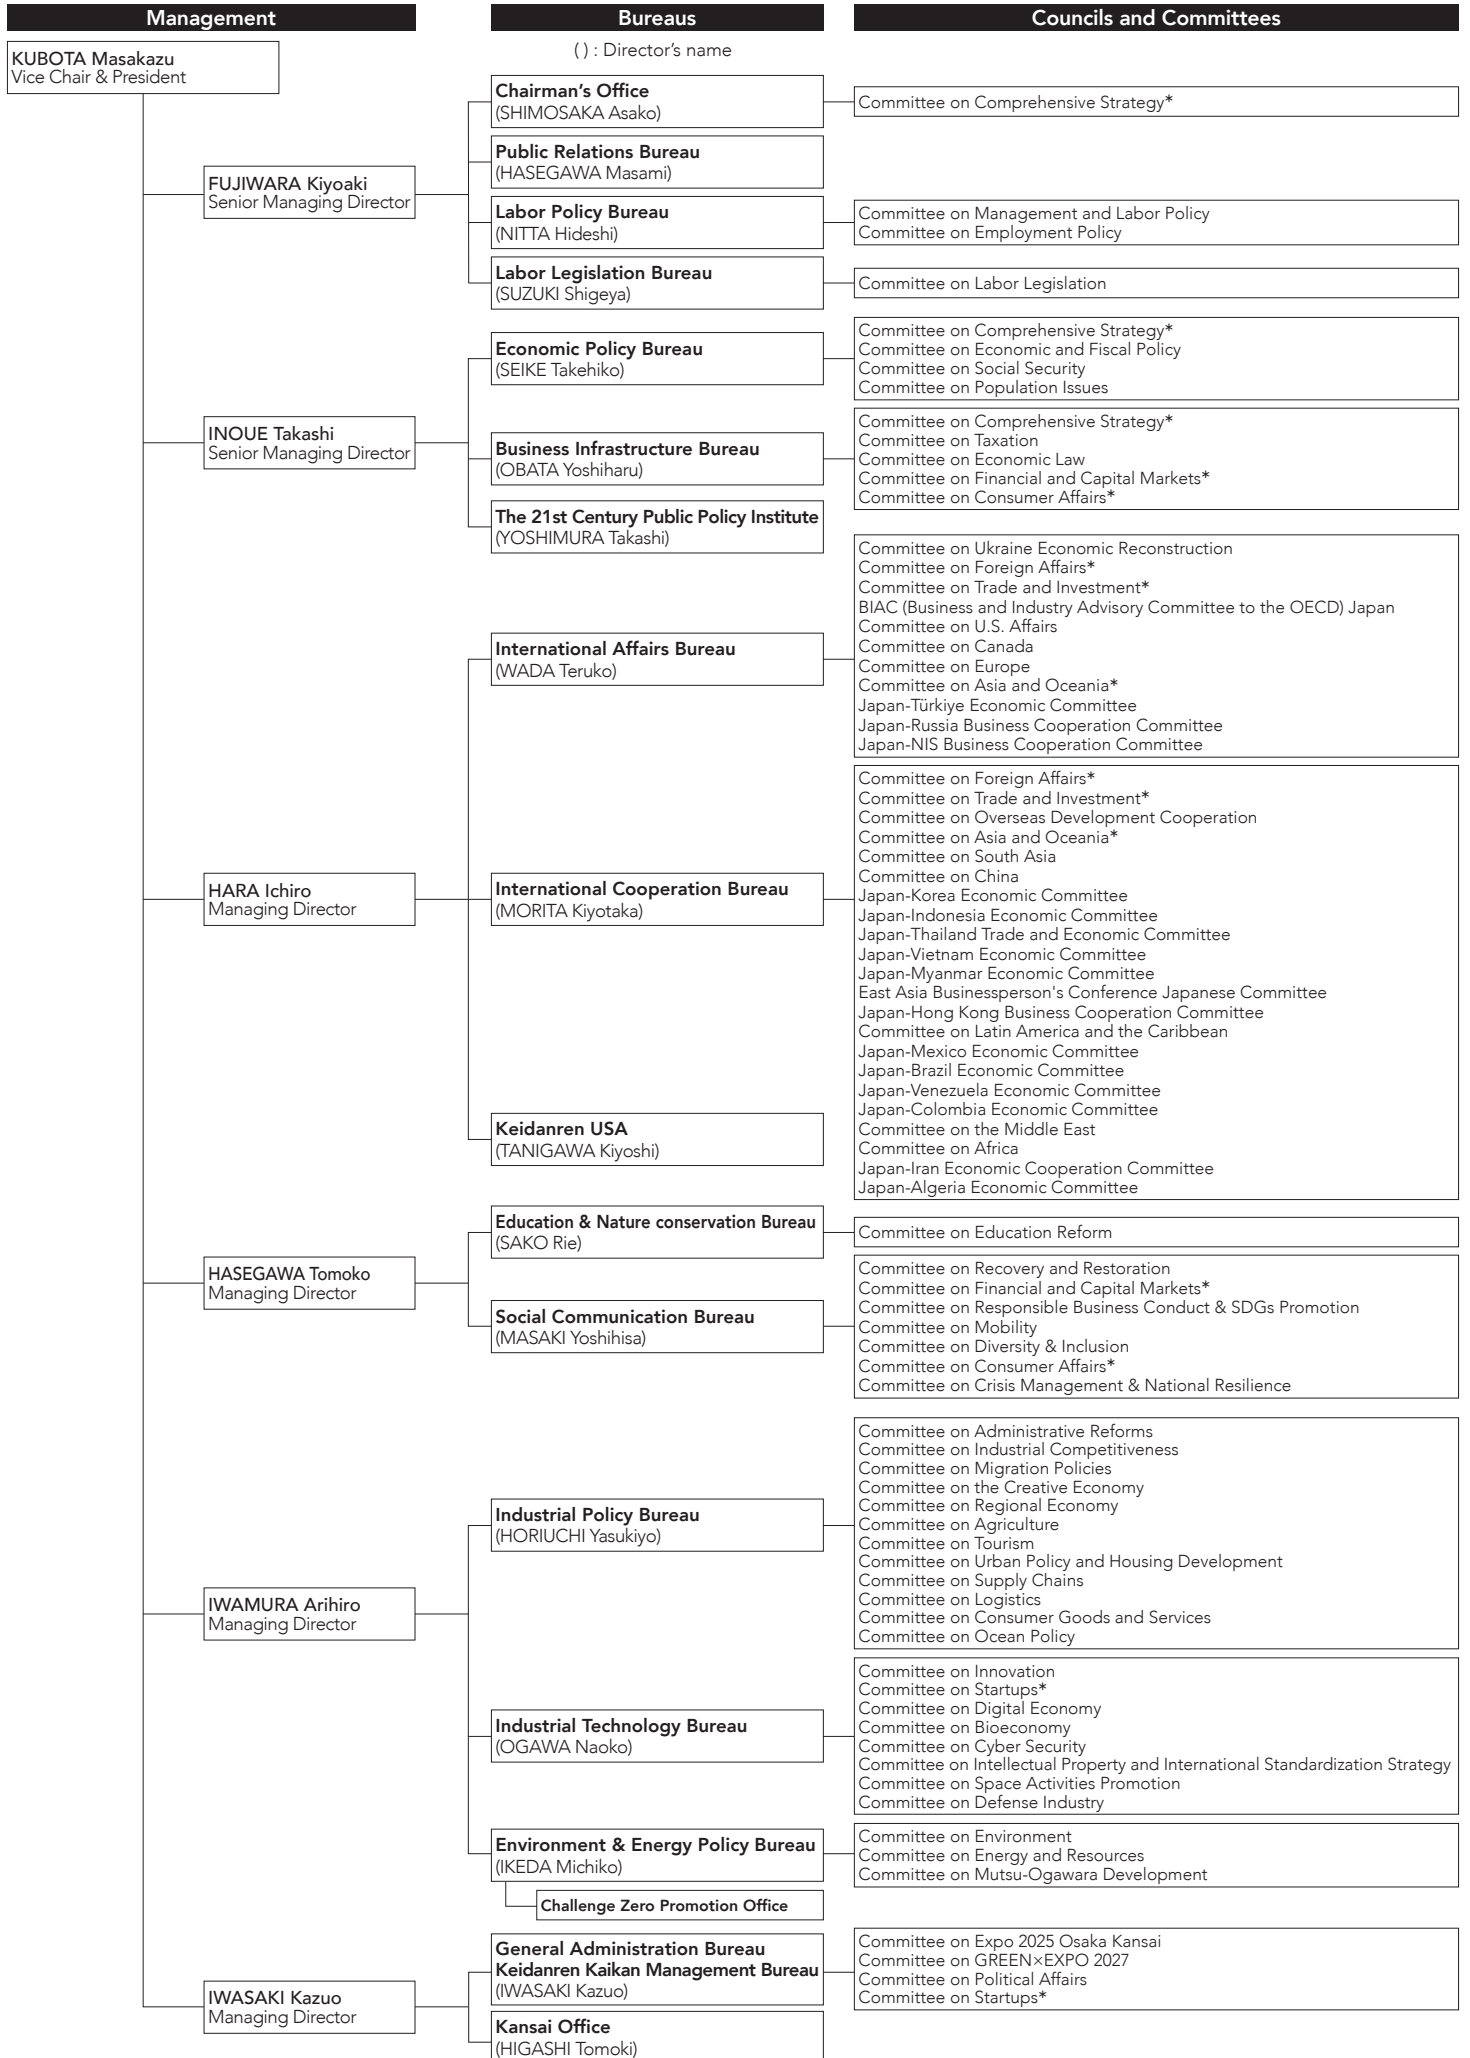 Management
Bureaus
Councils and Committees
KUBOTA Masakazu
Vice Chair & President
( ) : Director's name
Chairman's Office
(SHIMOSAKA Asako)
Committee on Comprehensive Strategy*
Public Relations Bureau
(HASEGAWA Masami)
FUJIWARA Kiyoaki
Senior Managing Director
Labor Policy Bureau
(NITTA Hideshi)
Committee on Management and Labor Policy
Committee on Employment Policy
Labor Legislation Bureau
(SUZUKI Shigeya)
Committee on Labor Legislation
Economic Policy Bureau
(SEIKE Takehiko)
Committee on Comprehensive Strategy*
Committee on Economic and Fiscal Policy
Committee on Social Security
Committee on Population Issues
INOUE Takashi
Senior Managing Director
Business Infrastructure Bureau
(OBATA Yoshiharu)
Committee on Comprehensive Strategy*
Committee on Taxation
Committee on Economic Law
Committee on Financial and Capital Markets*
Committee on Consumer Affairs*
The 21st Century Public Policy Institute
(YOSHIMURA Takashi)
International Affairs Bureau
(WADA Teruko)
Committee on Ukraine Economic Reconstruction
Committee on Foreign Affairs*
Committee on Trade and Investment*
BIAC (Business and Industry Advisory Committee to the OECD) Japan
Committee on U.S. Affairs
Committee on Canada
Committee on Europe
Committee on Asia and Oceania*
Japan-Türkiye Economic Committee
Japan-Russia Business Cooperation Committee
Japan-NIS Business Cooperation Committee
HARA Ichiro
Managing Director
International Cooperation Bureau
(MORITA Kiyotaka)
Committee on Foreign Affairs*
Committee on Trade and Investment*
Committee on Overseas Development Cooperation
Committee on Asia and Oceania*
Committee on South Asia
Committee on China
Japan-Korea Economic Committee
Japan-Indonesia Economic Committee
Japan-Thailand Trade and Economic Committee
Japan-Vietnam Economic Committee
Japan-Myanmar Economic Committee
East Asia Businessperson's Conference Japanese Committee
Japan-Hong Kong Business Cooperation Committee
Committee on Latin America and the Caribbean
Japan-Mexico Economic Committee
Japan-Brazil Economic Committee
Japan-Venezuela Economic Committee
Japan-Colombia Economic Committee
Committee on the Middle East
Committee on Africa
Japan-Iran Economic Cooperation Committee
Japan-Algeria Economic Committee
Keidanren USA
(TANIGAWA Kiyoshi)
Education & Nature conservation Bureau
(SAKO Rie)
Committee on Education Reform
HASEGAWA Tomoko
Managing Director
Social Communication Bureau
(MASAKI Yoshihisa)
Committee on Recovery and Restoration
Committee on Financial and Capital Markets*
Committee on Responsible Business Conduct & SDGs Promotion
Committee on Mobility
Committee on Diversity & Inclusion
Committee on Consumer Affairs*
Committee on Crisis Management & National Resilience
Industrial Policy Bureau
(HORIUCHI Yasukiyo)
Committee on Administrative Reforms
Committee on Industrial Competitiveness
Committee on Migration Policies
Committee on the Creative Economy
Committee on Regional Economy
Committee on Agriculture
Committee on Tourism
Committee on Urban Policy and Housing Development
Committee on Supply Chains
Committee on Logistics
Committee on Consumer Goods and Services
Committee on Ocean Policy
IWAMURA Arihiro
Managing Director
Industrial Technology Bureau
(OGAWA Naoko)
Committee on Innovation
Committee on Startups*
Committee on Digital Economy
Committee on Bioeconomy
Committee on Cyber Security
Committee on Intellectual Property and International Standardization Strategy
Committee on Space Activities Promotion
Committee on Defense Industry
Environment & Energy Policy Bureau
(IKEDA Michiko)
Committee on Environment
Committee on Energy and Resources
Committee on Mutsu-Ogawara Development
Challenge Zero Promotion Office
General Administration Bureau
Keidanren Kaikan Management Bureau
(IWASAKI Kazuo)
Committee on Expo 2025 Osaka Kansai
Committee on GREEN×EXPO 2027
Committee on Political Affairs
Committee on Startups*
IWASAKI Kazuo
Managing Director
Kansai Office
(HIGASHI Tomoki)